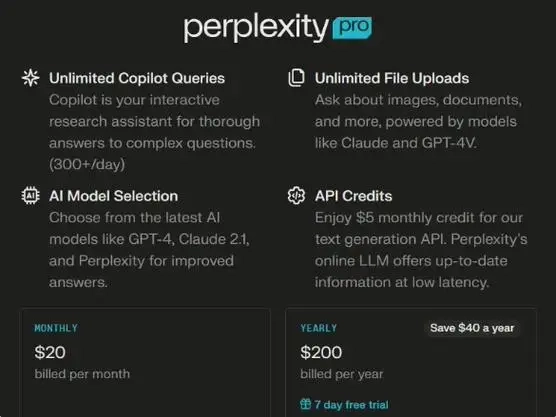 perplexity pro
Unlimited Copilot Queries
Copilot is your interactive
research assistant for thorough
answers to complex questions.
(300+/day)
Unlimited File Uploads
Ask about images, documents,
and more, powered by models
like Claude and GPT-4V.
AI
AI Model Selection
Choose from the latest AI
models like GPT-4, Claude 2.1,
and Perplexity for improved
answers.
API Credits
Enjoy $5 monthly credit for our
text generation API. Perplexity's
online LLM offers up-to-date
information at low latency.
MONTHLY
$20
billed per month
YEARLY
Save $40 a year
$200
billed per year
7 day free trial